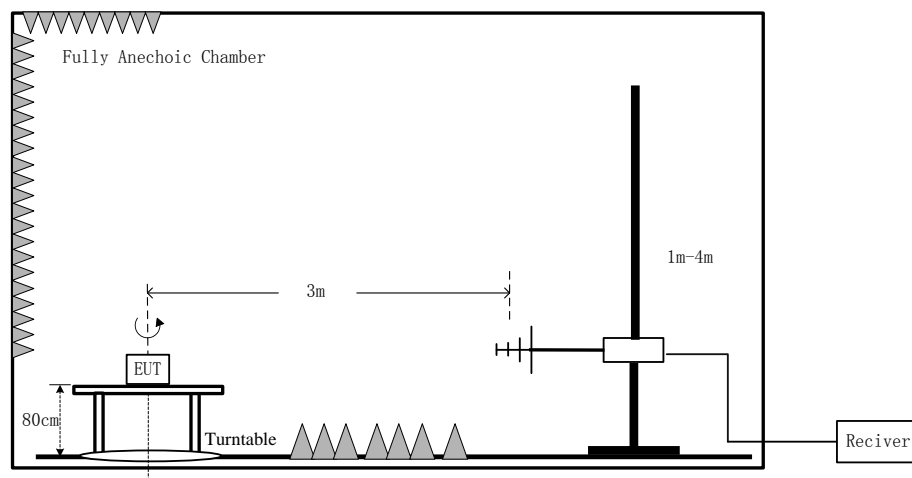 Fully Anechoic Chamber
1m-4m
3m
EUT
80cm
Turntable
Reciver